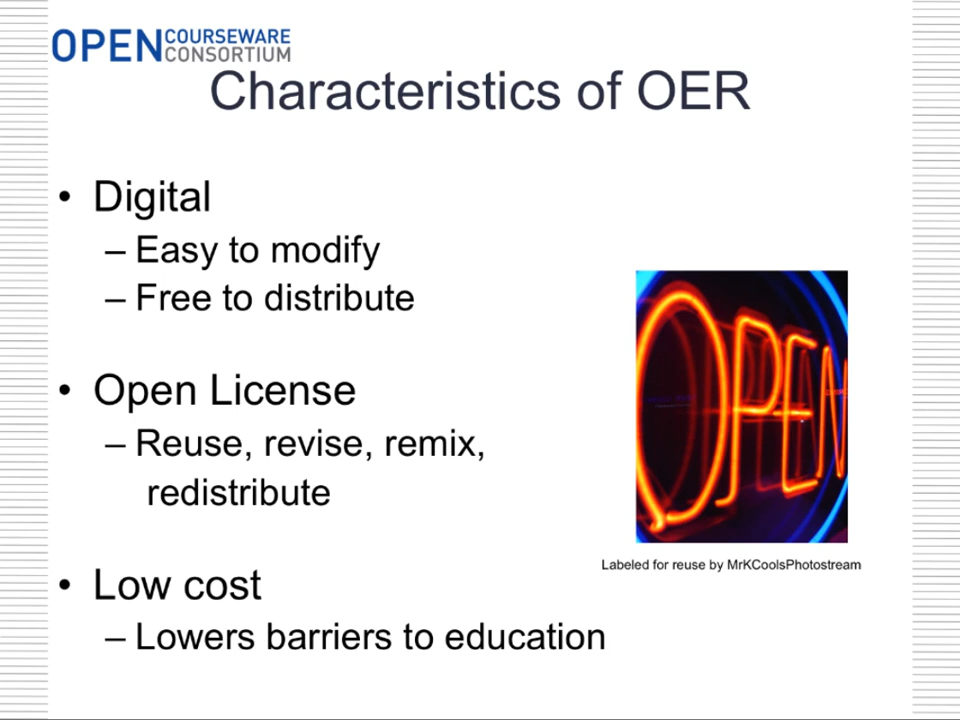 OPEN COURSEWARE
CONSORTIUM
Characteristics of OER
• Digital
– Easy to modify
– Free to distribute
• Open License
– Reuse, revise, remix,
redistribute
• Low cost
– Lowers barriers to education
OPEN
Labeled for reuse by MrKCoolsPhotostream